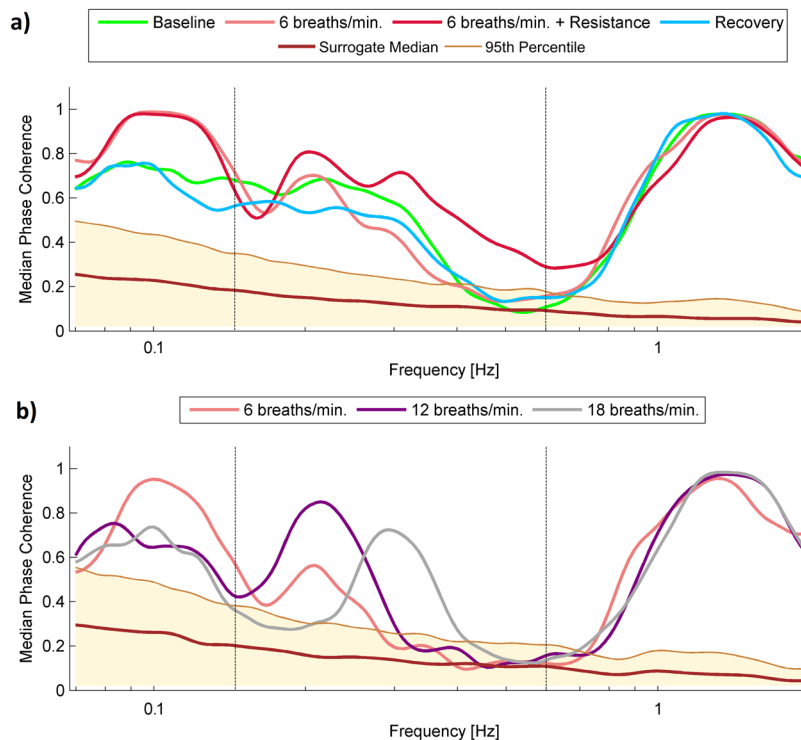 a)
Baseline 6 breaths/min. 6 breaths/min. + Resistance Recovery
Surrogate Median 95th Percentile
Median Phase Coherence
1
0.8
0.6
0.4
0.2
0
0.1 1
Frequency [Hz]
b)
6 breaths/min. 12 breaths/min. 18 breaths/min.
Median Phase Coherence
1
0.8
0.6
0.4
0.2
0
0.1 1
Frequency [Hz]